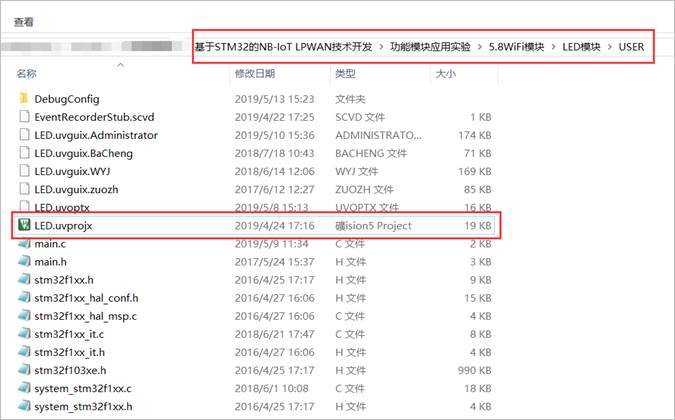 查看
基于STM32的NB-IoT LPWAN技术开发 > 功能模块应用实验 > 5.8WiFi模块 > LED模块 > USER
名称 修改日期 类型 大小
DebugConfig 2019/5/13 15:23 文件夹
EventRecorderStub.scvd 2019/4/22 17:25 SCVD 文件 1 KB
LED.uvguix.Administrator 2019/5/10 15:36 ADMINISTRATO... 174 KB
LED.uvguix.BaCheng 2018/7/18 10:43 BACHENG 文件 71 KB
LED.uvguix.WYJ 2018/6/14 12:06 WYJ 文件 169 KB
LED.uvguix.zuozh 2017/6/12 12:27 ZUOZH 文件 85 KB
LED.uvoptx 2019/5/8 15:13 UVOPTX 文件 16 KB
LED.uvprojx 2019/4/24 17:16 礦ision5 Project 19 KB
main.c 2019/5/9 11:34 C 文件 2 KB
main.h 2017/5/24 15:37 H 文件 3 KB
stm32f1xx.h 2016/4/25 17:17 H 文件 9 KB
stm32f1xx_hal_conf.h 2016/4/27 16:06 H 文件 15 KB
stm32f1xx_hal_msp.c 2016/4/27 16:06 C 文件 4 KB
stm32f1xx_it.c 2018/6/21 17:47 C 文件 8 KB
stm32f1xx_it.h 2016/4/27 16:06 H 文件 4 KB
stm32f103xe.h 2016/4/25 17:17 H 文件 990 KB
system_stm32f1xx.c 2018/6/1 10:08 C 文件 18 KB
system_stm32f1xx.h 2016/4/25 17:17 H 文件 4 KB